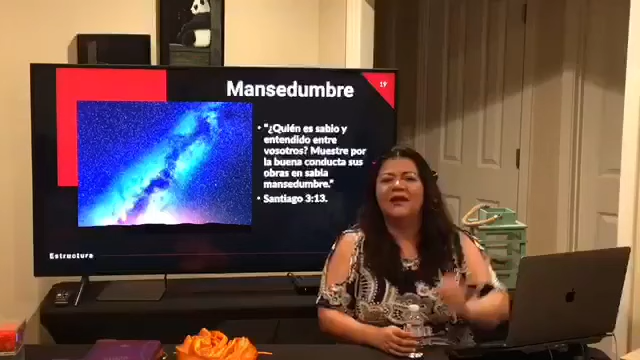 Mansedumbre
19
• "¿Quién es sabio y
entendido entre
vosotros? Muestre por
la buena conducta sus
obras en sabia
mansedumbre."
• Santiago 3:13.
Estructura